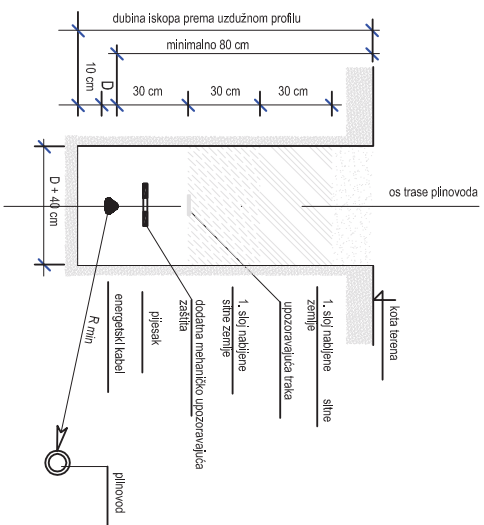 dubina iskopa prema uzdužnom profilu
minimalno 80 cm
10 cm
D
30 cm
30 cm
30 cm
D + 40 cm
os trase plinovoda
kota terena
1. sloj nabijene sitne
zemlje
upozoravajuća traka
1. sloj nabijene
sitne zemlje
dodatna mehaničko upozoravajuća
zaštita
pijesak
energetski kabel
R min
plinovod